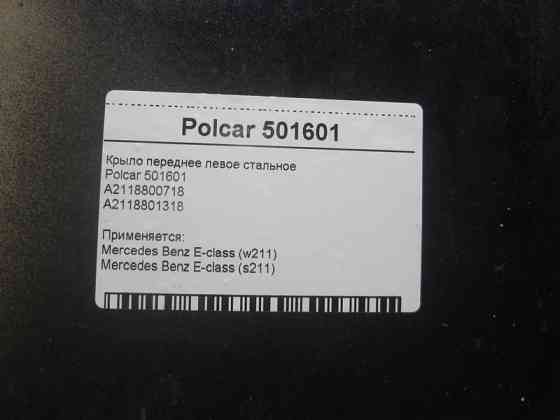 Polcar 501601
Крыло переднее левое стальное
Polcar 501601
A2118800718
A2118801318
Применяется:
Mercedes Benz E-class (w211)
Mercedes Benz E-class (s211)